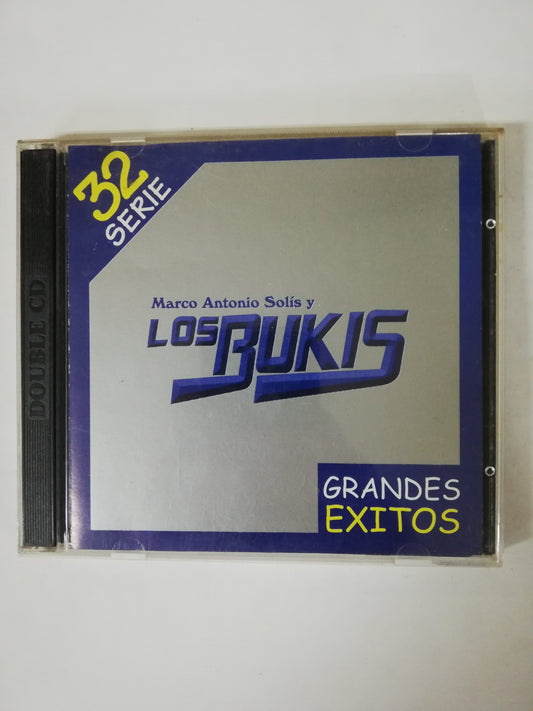 32
SERIE
Marco Antonio Solís y
LOS BUKIS
GRANDES
EXITOS
DOUBLE CD